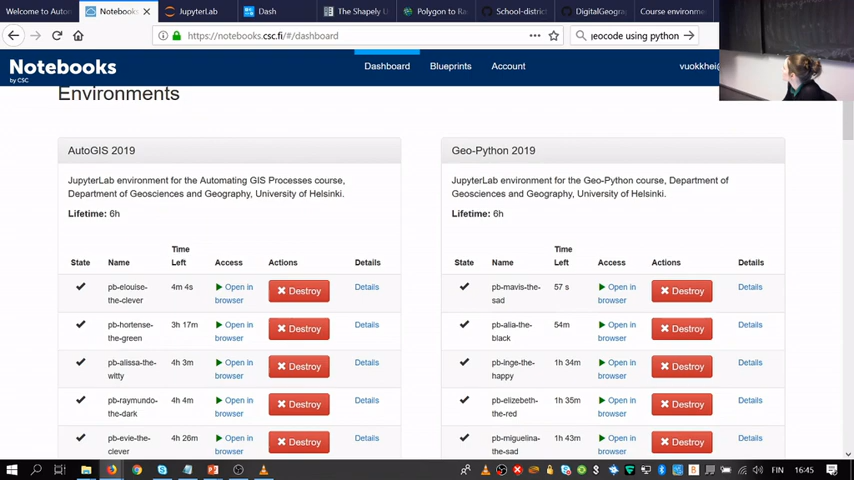 Welcome to Autom
Notebooks
JupyterLab
Dash
The Shapely U
Polygon to Ra
School-district
DigitalGeogra
Course environm
https://notebooks.csc.fi/#/dashboard
geocode using python
Notebooks
by CSC
Dashboard
Blueprints
Account
vuokkhei@
Environments
AutoGIS 2019
JupyterLab environment for the Automating GIS Processes course,
Department of Geosciences and Geography, University of Helsinki.
Lifetime: 6h
State Name Time Left Access Actions Details
pb-elouise-the-clever 4m 4s Open in browser Destroy Details
pb-hortense-the-green 3h 17m Open in browser Destroy Details
pb-alissa-the-witty 4h 3m Open in browser Destroy Details
pb-raymundo-the-dark 4h 4m Open in browser Destroy Details
pb-evie-the-clever 4h 26m Open in browser Destroy Details
Geo-Python 2019
JupyterLab environment for the Geo-Python course, Department of
Geosciences and Geography, University of Helsinki.
Lifetime: 6h
State Name Time Left Access Actions Details
pb-mavis-the-sad 57 s Open in browser Destroy Details
pb-alia-the-black 54m Open in browser Destroy Details
pb-inge-the-happy 1h 34m Open in browser Destroy Details
pb-elizebeth-the-red 1h 35m Open in browser Destroy Details
pb-miguelina-the-sad 1h 43m Open in browser Destroy Details
FIN
16:45